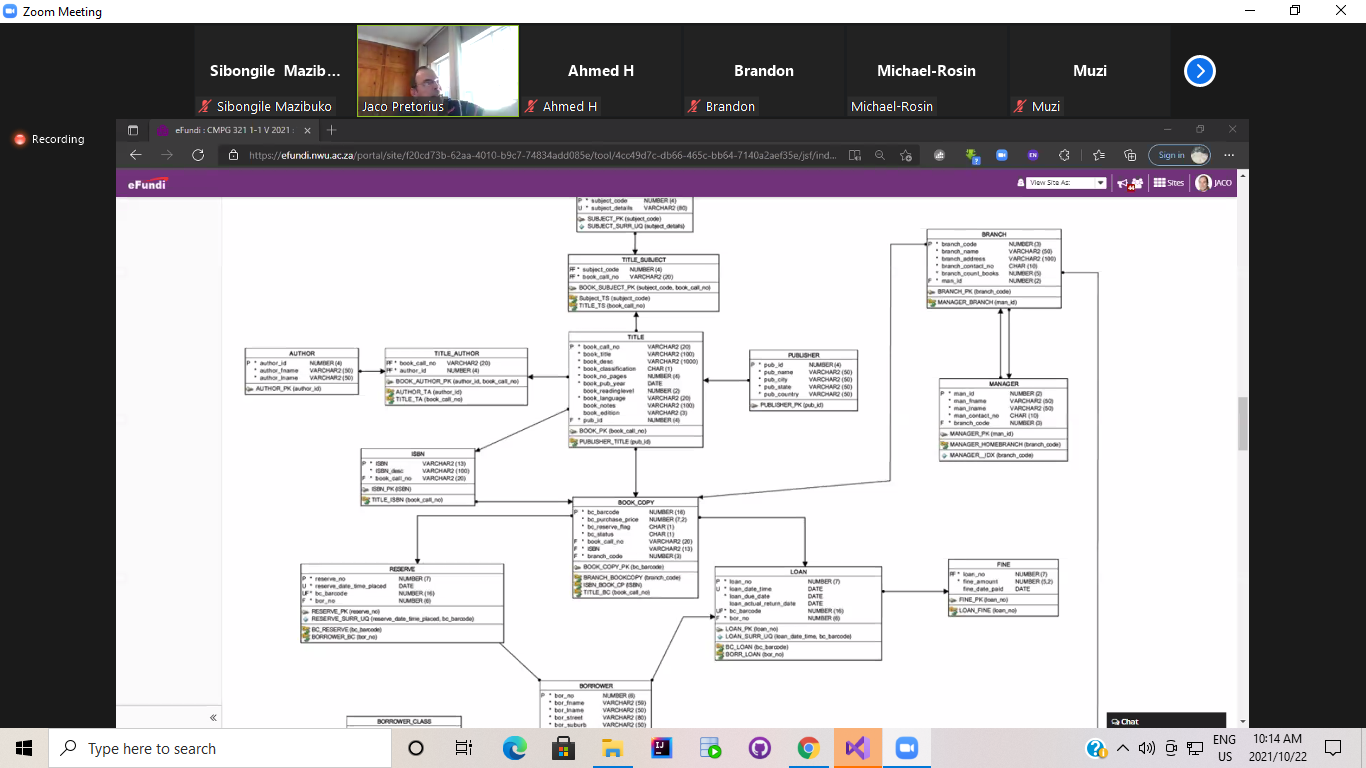 Zoom Meeting
Sibongile Mazib...
Ahmed H
Brandon
Michael-Rosin
Muzi
Sibongile Mazibuko
Jaco Pretorius
Ahmed H
Brandon
Michael-Rosin
Muzi
Recording
eFundi : CMPG 321 1-1 V 2021 :
https://efundi.nwu.ac.za/portal/site/f20cd73b-62aa-4010-b9c7-74834add085e/tool/4cc49d7c-db66-465c-bb64-7140a2aef35e/jsf/ind...
EN
Sign in
eFundi
View Site As:
44
Sites
JACO
* subject_code NUMBER (4)
U * subject_details VARCHAR2 (80)
SUBJECT_PK (subject_code)
SUBJECT_SURR_UQ (subject_details)
TITLE_SUBJECT
PF * subject_code NUMBER (4)
PF * book_call_no VARCHAR2 (20)
BOOK_SUBJECT_PK (subject_code, book_call_no)
Subject_TS (subject_code)
TITLE_TS (book_call_no)
BRANCH
P * branch_code NUMBER (3)
* branch_name VARCHAR2 (50)
* branch_address VARCHAR2 (100)
* branch_contact_no CHAR (10)
* branch_count_books NUMBER (5)
F * man_id NUMBER (2)
BRANCH_PK (branch_code)
MANAGER_BRANCH (man_id)
AUTHOR
P * author_id NUMBER (4)
* author_fname VARCHAR2 (50)
* author_lname VARCHAR2 (50)
AUTHOR_PK (author_id)
TITLE_AUTHOR
PF * book_call_no VARCHAR2 (20)
PF * author_id NUMBER (4)
BOOK_AUTHOR_PK (author_id, book_call_no)
AUTHOR_TA (author_id)
TITLE_TA (book_call_no)
TITLE
P * book_call_no VARCHAR2 (20)
* book_title VARCHAR2 (100)
* book_desc VARCHAR2 (1000)
* book_classification CHAR (1)
* book_no_pages NUMBER (4)
* book_pub_year DATE
* book_readinglevel NUMBER (2)
* book_language VARCHAR2 (20)
book_notes VARCHAR2 (100)
book_edition VARCHAR2 (3)
F * pub_id NUMBER (4)
BOOK_PK (book_call_no)
PUBLISHER_TITLE (pub_id)
PUBLISHER
P * pub_id NUMBER (4)
* pub_name VARCHAR2 (50)
* pub_city VARCHAR2 (50)
* pub_state VARCHAR2 (50)
* pub_country VARCHAR2 (50)
PUBLISHER_PK (pub_id)
MANAGER
P * man_id NUMBER (2)
* man_fname VARCHAR2 (50)
* man_lname VARCHAR2 (50)
* man_contact_no CHAR (10)
F * branch_code NUMBER (3)
MANAGER_PK (man_id)
MANAGER_HOMEBRANCH (branch_code)
MANAGER__IDX (branch_code)
ISBN
P * ISBN VARCHAR2 (13)
* ISBN_desc VARCHAR2 (100)
F * book_call_no VARCHAR2 (20)
ISBN_PK (ISBN)
TITLE_ISBN (book_call_no)
BOOK_COPY
P * bc_barcode NUMBER (16)
* bc_purchase_price NUMBER (7,2)
* bc_reserve_flag CHAR (1)
* bc_status CHAR (1)
F * book_call_no VARCHAR2 (20)
F * ISBN VARCHAR2 (13)
F * branch_code NUMBER (3)
BOOK_COPY_PK (bc_barcode)
BRANCH_BOOKCOPY (branch_code)
ISBN_BOOK_CP (ISBN)
TITLE_BC (book_call_no)
RESERVE
P * reserve_no NUMBER (7)
U * reserve_date_time_placed DATE
UF * bc_barcode NUMBER (16)
F * bor_no NUMBER (6)
RESERVE_PK (reserve_no)
RESERVE_SURR_UQ (reserve_date_time_placed, bc_barcode)
BC_RESERVE (bc_barcode)
BORROWER_BC (bor_no)
LOAN
P * loan_no NUMBER (7)
U * loan_date_time DATE
* loan_due_date DATE
loan_actual_return_date DATE
UF * bc_barcode NUMBER (16)
F * bor_no NUMBER (6)
LOAN_PK (loan_no)
LOAN_SURR_UQ (loan_date_time, bc_barcode)
BC_LOAN (bc_barcode)
BORR_LOAN (bor_no)
FINE
PF * loan_no NUMBER (7)
* fine_amount NUMBER (5,2)
fine_date_paid DATE
FINE_PK (loan_no)
LOAN_FINE (loan_no)
BORROWER
P * bor_no NUMBER (6)
* bor_fname VARCHAR2 (50)
* bor_lname VARCHAR2 (50)
* bor_street VARCHAR2 (80)
* bor_suburb VARCHAR2 (50)
BORROWER_CLASS
Chat
Type here to search
ENG
US
10:14 AM
2021/10/22